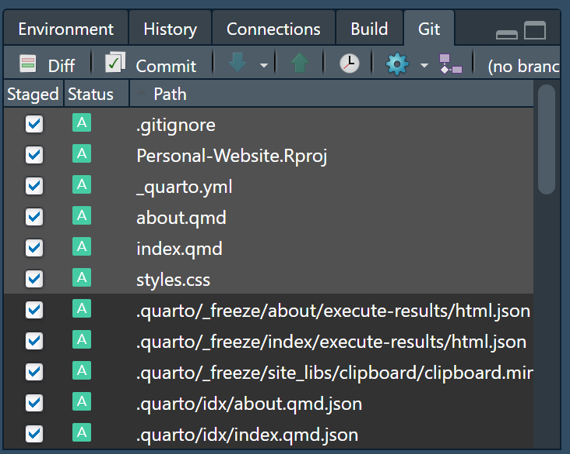 Environment History Connections Build Git
Diff Commit (no branc
Staged Status Path
A .gitignore
A Personal-Website.Rproj
A _quarto.yml
A about.qmd
A index.qmd
A styles.css
A .quarto/_freeze/about/execute-results/html.json
A .quarto/_freeze/index/execute-results/html.json
A .quarto/_freeze/site_libs/clipboard/clipboard.mir
A .quarto/idx/about.qmd.json
A .quarto/idx/index.qmd.json